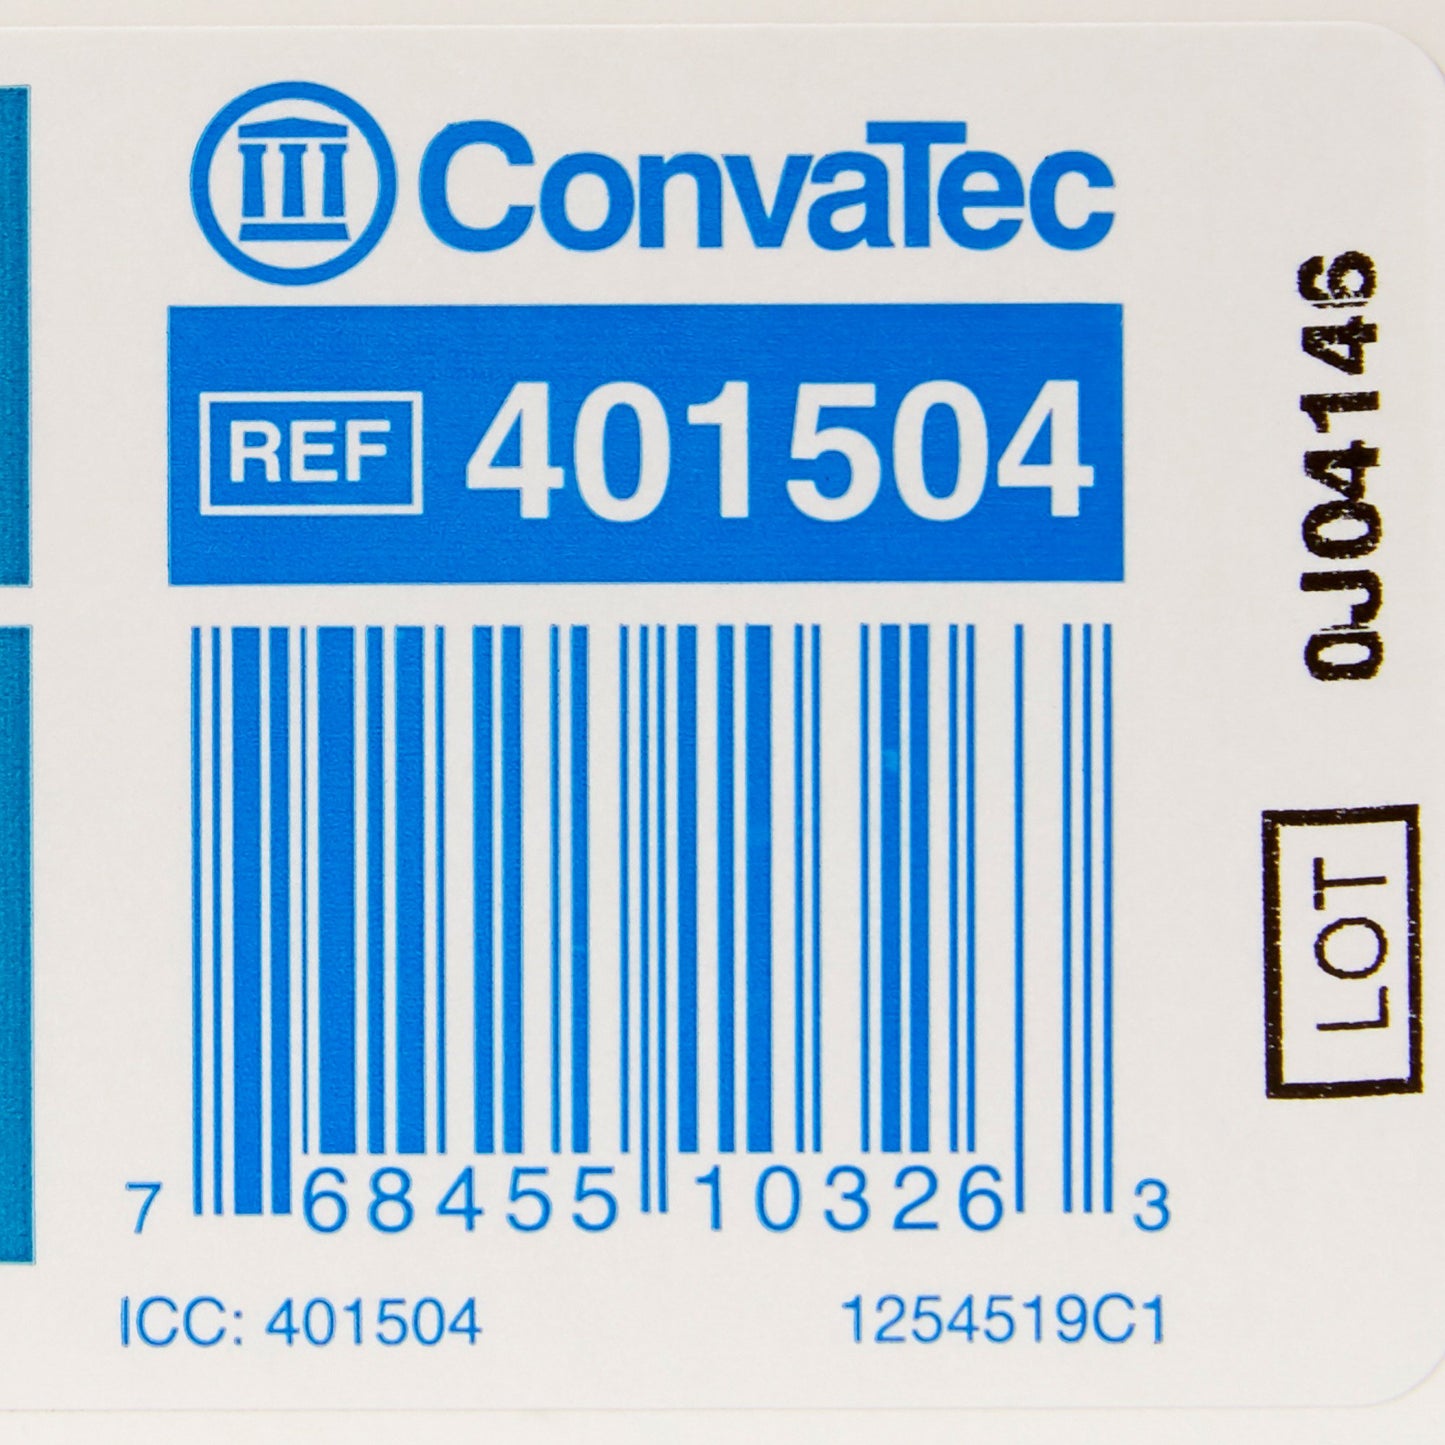 ConvaTec
REF 401504
7 68455 10326 3
ICC: 401504 1254519C1
LOT 0J04146